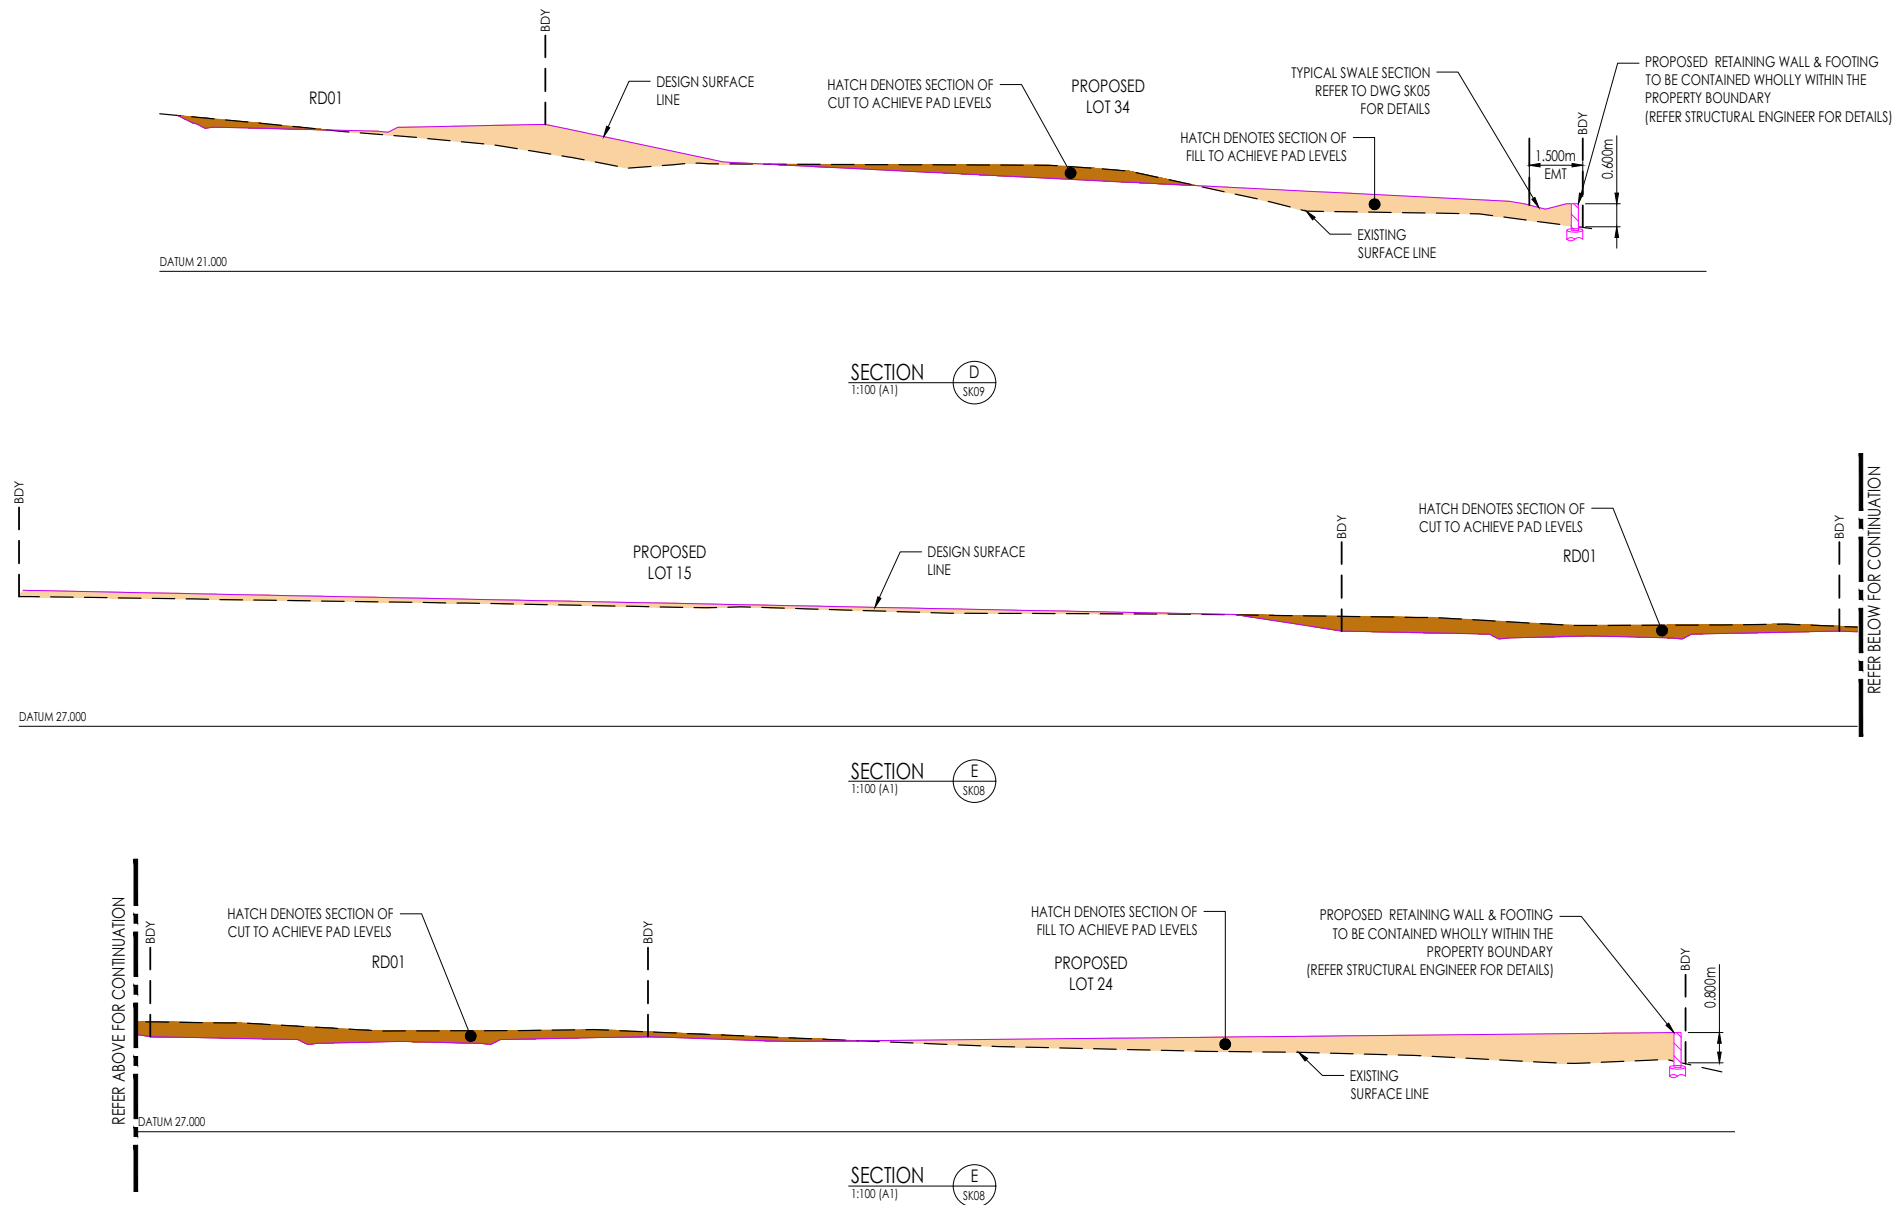 BDY
RD01
DESIGN SURFACE
LINE
HATCH DENOTES SECTION OF
CUT TO ACHIEVE PAD LEVELS
PROPOSED
LOT 34
HATCH DENOTES SECTION OF
FILL TO ACHIEVE PAD LEVELS
TYPICAL SWALE SECTION
REFER TO DWG SK05
FOR DETAILS
EXISTING
SURFACE LINE
1.500m
EMT
BDY
0.600m
PROPOSED RETAINING WALL & FOOTING
TO BE CONTAINED WHOLLY WITHIN THE
PROPERTY BOUNDARY
(REFER STRUCTURAL ENGINEER FOR DETAILS)
DATUM 21.000
SECTION
1:100 (A1)
D
SK09
BDY
PROPOSED
LOT 15
DESIGN SURFACE
LINE
BDY
HATCH DENOTES SECTION OF
CUT TO ACHIEVE PAD LEVELS
RD01
BDY
REFER BELOW FOR CONTINUATION
DATUM 27.000
SECTION
1:100 (A1)
E
SK08
REFER ABOVE FOR CONTINUATION
BDY
HATCH DENOTES SECTION OF
CUT TO ACHIEVE PAD LEVELS
RD01
BDY
HATCH DENOTES SECTION OF
FILL TO ACHIEVE PAD LEVELS
PROPOSED
LOT 24
EXISTING
SURFACE LINE
PROPOSED RETAINING WALL & FOOTING
TO BE CONTAINED WHOLLY WITHIN THE
PROPERTY BOUNDARY
(REFER STRUCTURAL ENGINEER FOR DETAILS)
BDY
0.800m
DATUM 27.000
SECTION
1:100 (A1)
E
SK08